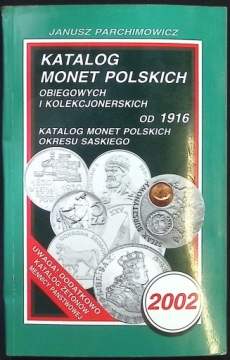 JANUSZ PARCHIMOWICZ
KATALOG
MONET POLSKICH
OBIEGOWYCH
I KOLEKCJONERSKICH
OD 1916
KATALOG MONET POLSKICH
OKRESU SASKIEGO
UWAGA! DODATKOWO
KATALOG ŻETONÓW
MENNICY PAŃSTWOWEJ
2002